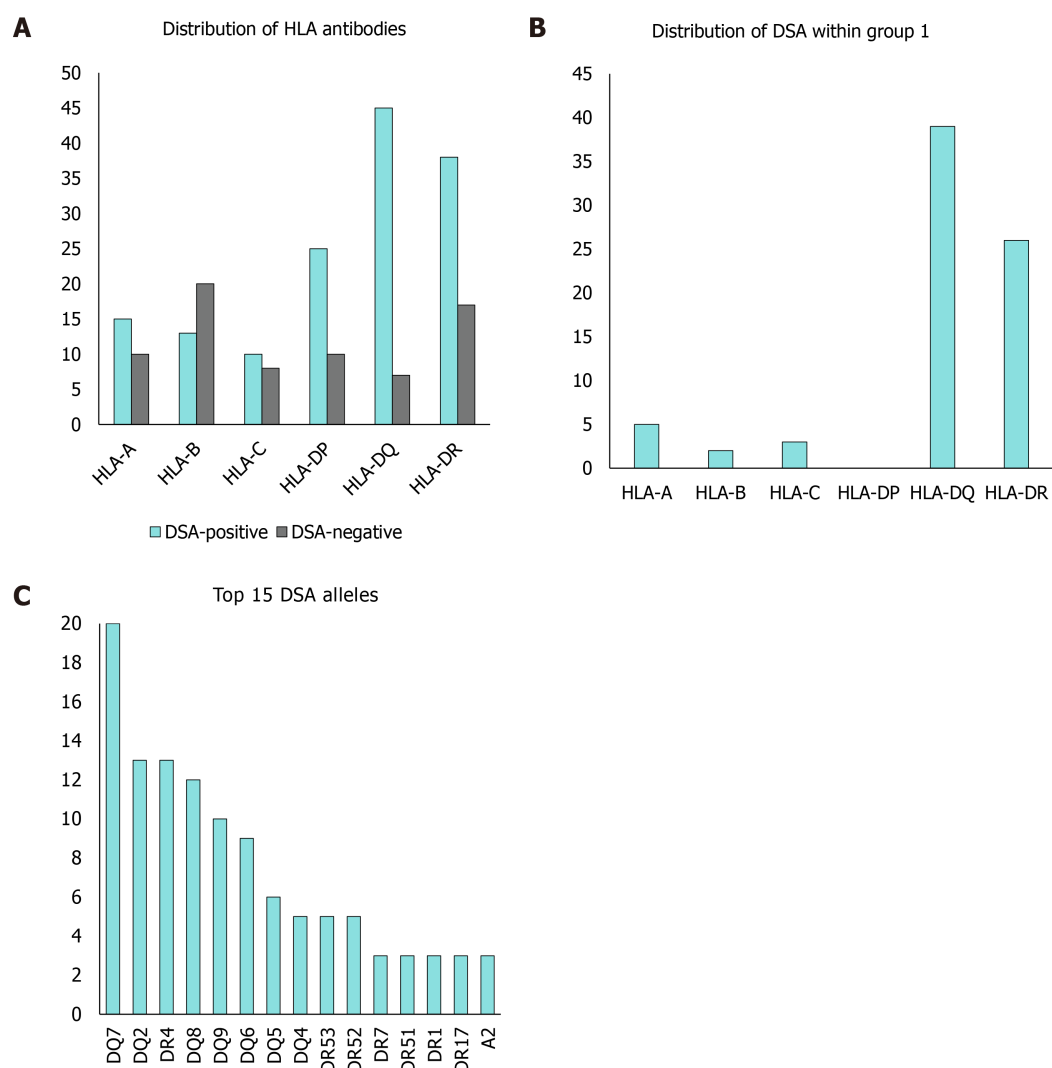 A
Distribution of HLA antibodies
50
45
40
35
30
25
20
15
10
5
0
HLA-A
HLA-B
HLA-C
HLA-DP
HLA-DQ
HLA-DR
DSA-positive DSA-negative
B
Distribution of DSA within group 1
45
40
35
30
25
20
15
10
5
0
HLA-A HLA-B HLA-C HLA-DP HLA-DQ HLA-DR
C
Top 15 DSA alleles
20
18
16
14
12
10
8
6
4
2
0
DQ7
DQ2
DR4
DQ8
DQ9
DQ6
DQ5
DQ4
DR53
DR52
DR7
DR51
DR1
DR17
A2